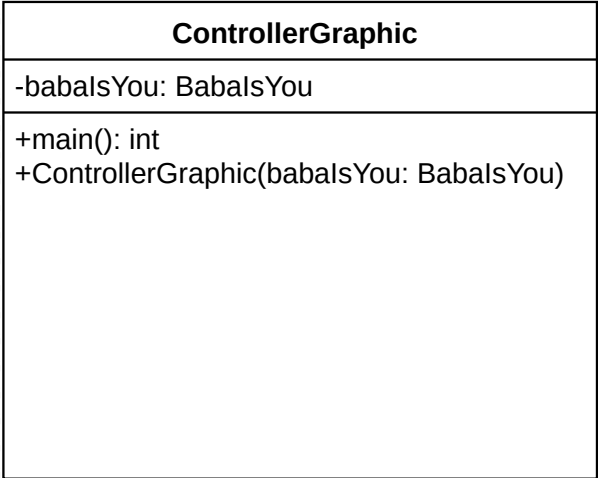 ControllerGraphic
-babaIsYou: BabaIsYou
+main(): int
+ControllerGraphic(babaIsYou: BabaIsYou)